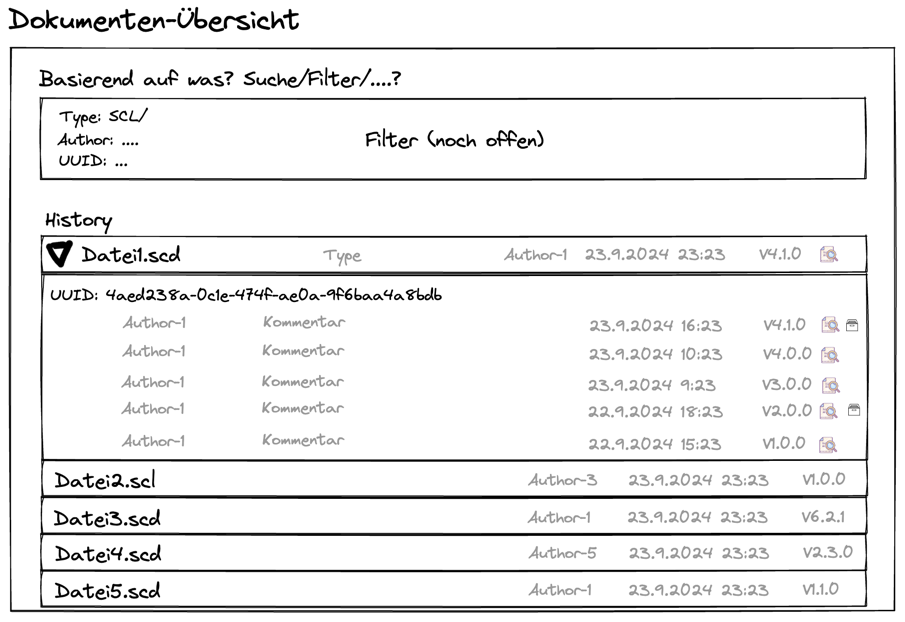 Dokumenten-Übersicht
Basierend auf was? Suche/Filter/....?
Type: SCL/
Author: ....
UUID: ...
Filter (noch offen)
History
Datei1.scd Type Author-1 23.9.2024 23:23 V4.1.0
UUID: 4aed238a-0c1e-474f-ae0a-9f6baa4a8bdb
Author-1 Kommentar 23.9.2024 16:23 V4.1.0
Author-1 Kommentar 23.9.2024 10:23 V4.0.0
Author-1 Kommentar 23.9.2024 9:23 V3.0.0
Author-1 Kommentar 22.9.2024 18:23 V2.0.0
Author-1 Kommentar 22.9.2024 15:23 V1.0.0
Datei2.scl Author-3 23.9.2024 23:23 V1.0.0
Datei3.scd Author-1 23.9.2024 23:23 V6.2.1
Datei4.scd Author-5 23.9.2024 23:23 V2.3.0
Datei5.scd Author-1 23.9.2024 23:23 V1.1.0